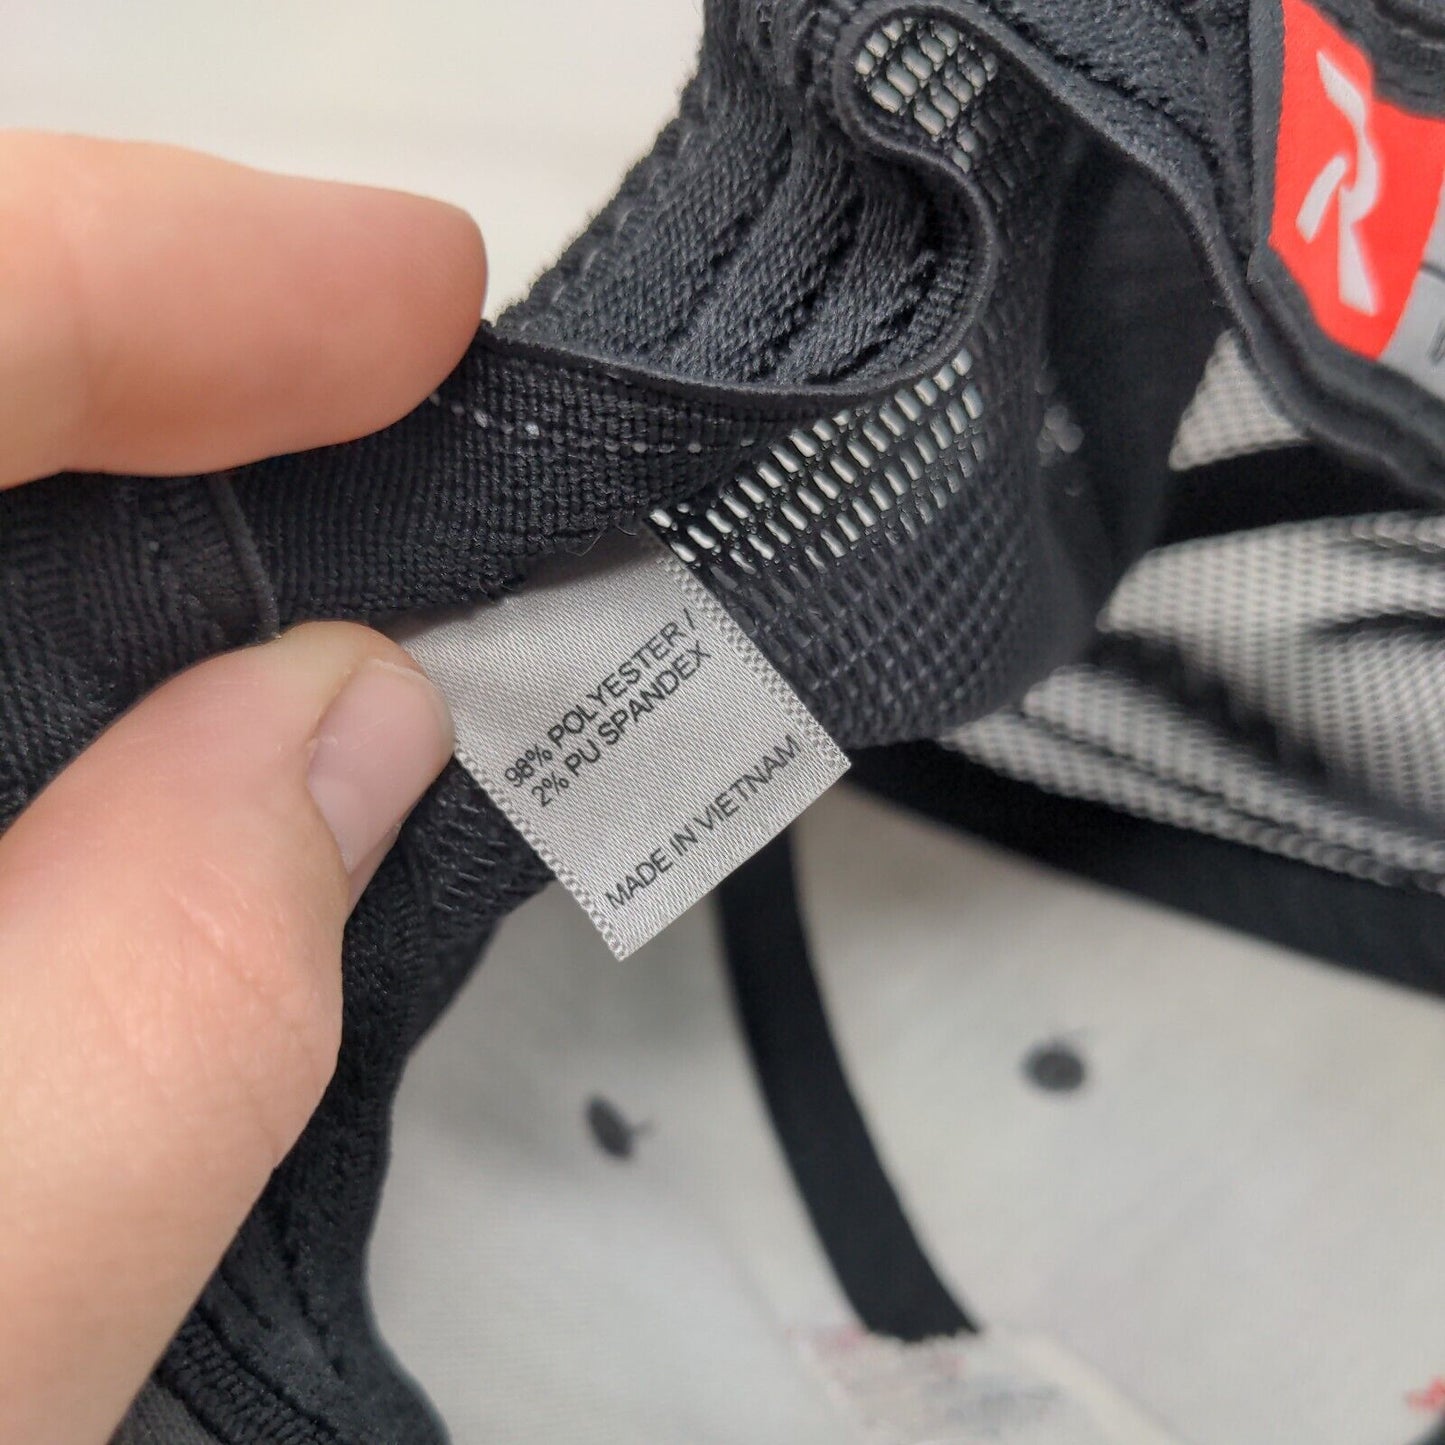 98% POLYESTER /
2% PU SPANDEX
MADE IN VIETNAM